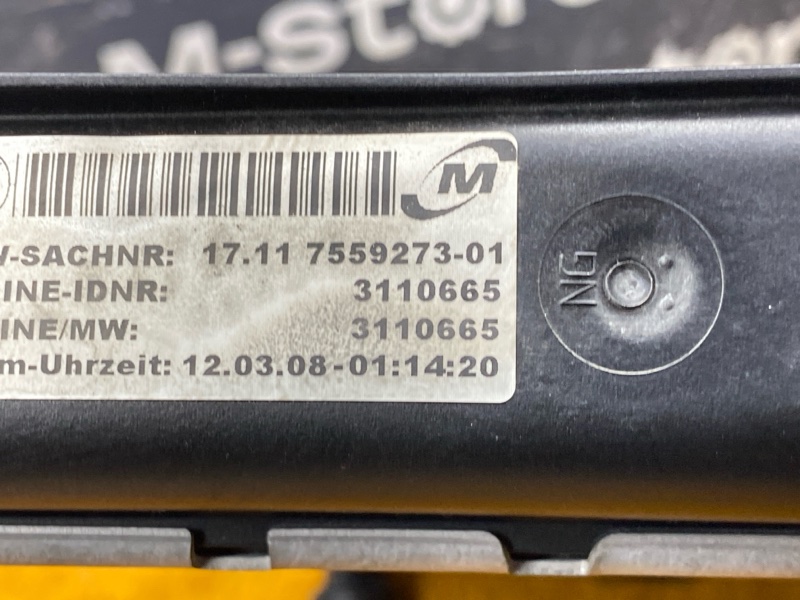 M-Store
M
W-SACHNR: 17.11 7559273-01
INE-IDNR: 3110665
INE/MW: 3110665
m-Uhrzeit: 12.03.08-01:14:20
NG